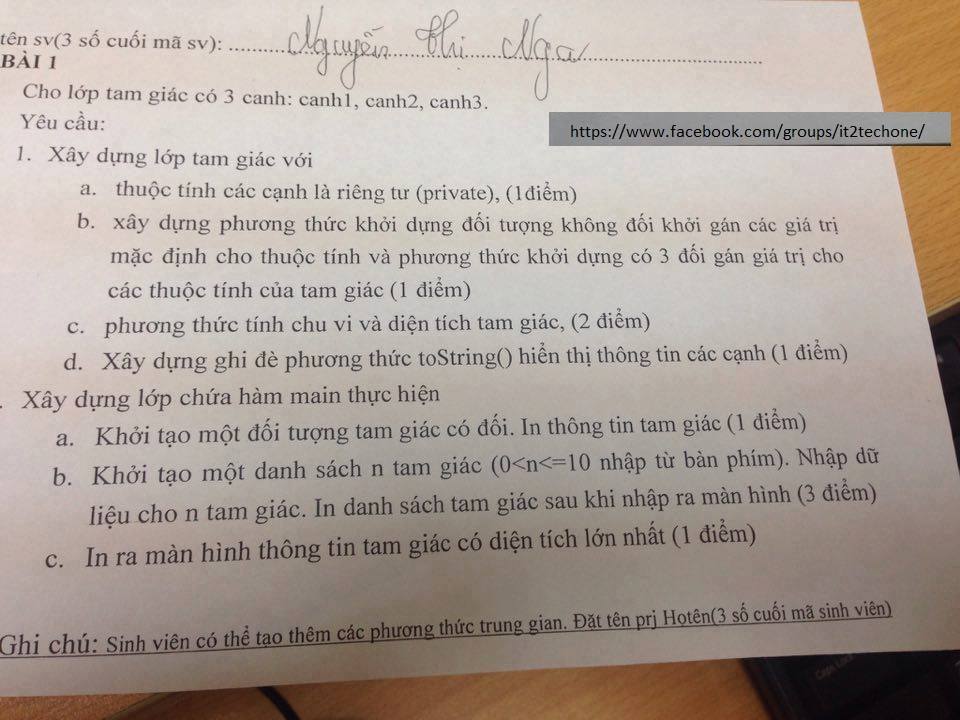 tên sv(3 số cuối mã sv): ........Nguyễn Thị Nga........
BÀI 1
Cho lớp tam giác có 3 canh: canh1, canh2, canh3.
https://www.facebook.com/groups/it2techone/
Yêu cầu:
1. Xây dựng lớp tam giác với
a. thuộc tính các cạnh là riêng tư (private), (1điểm)
b. xây dựng phương thức khởi dựng đối tượng không đối khởi gán các giá trị
mặc định cho thuộc tính và phương thức khởi dựng có 3 đối gán giá trị cho
các thuộc tính của tam giác (1 điểm)
c. phương thức tính chu vi và diện tích tam giác, (2 điểm)
d. Xây dựng ghi đè phương thức toString() hiển thị thông tin các cạnh (1 điểm)
. Xây dựng lớp chứa hàm main thực hiện
a. Khởi tạo một đối tượng tam giác có đối. In thông tin tam giác (1 điểm)
b. Khởi tạo một danh sách n tam giác (0<n<=10 nhập từ bàn phím). Nhập dữ
liệu cho n tam giác. In danh sách tam giác sau khi nhập ra màn hình (3 điểm)
c. In ra màn hình thông tin tam giác có diện tích lớn nhất (1 điểm)
Ghi chú: Sinh viên có thể tạo thêm các phương thức trung gian. Đặt tên prj Hotên(3 số cuối mã sinh viên)
Caps Lock